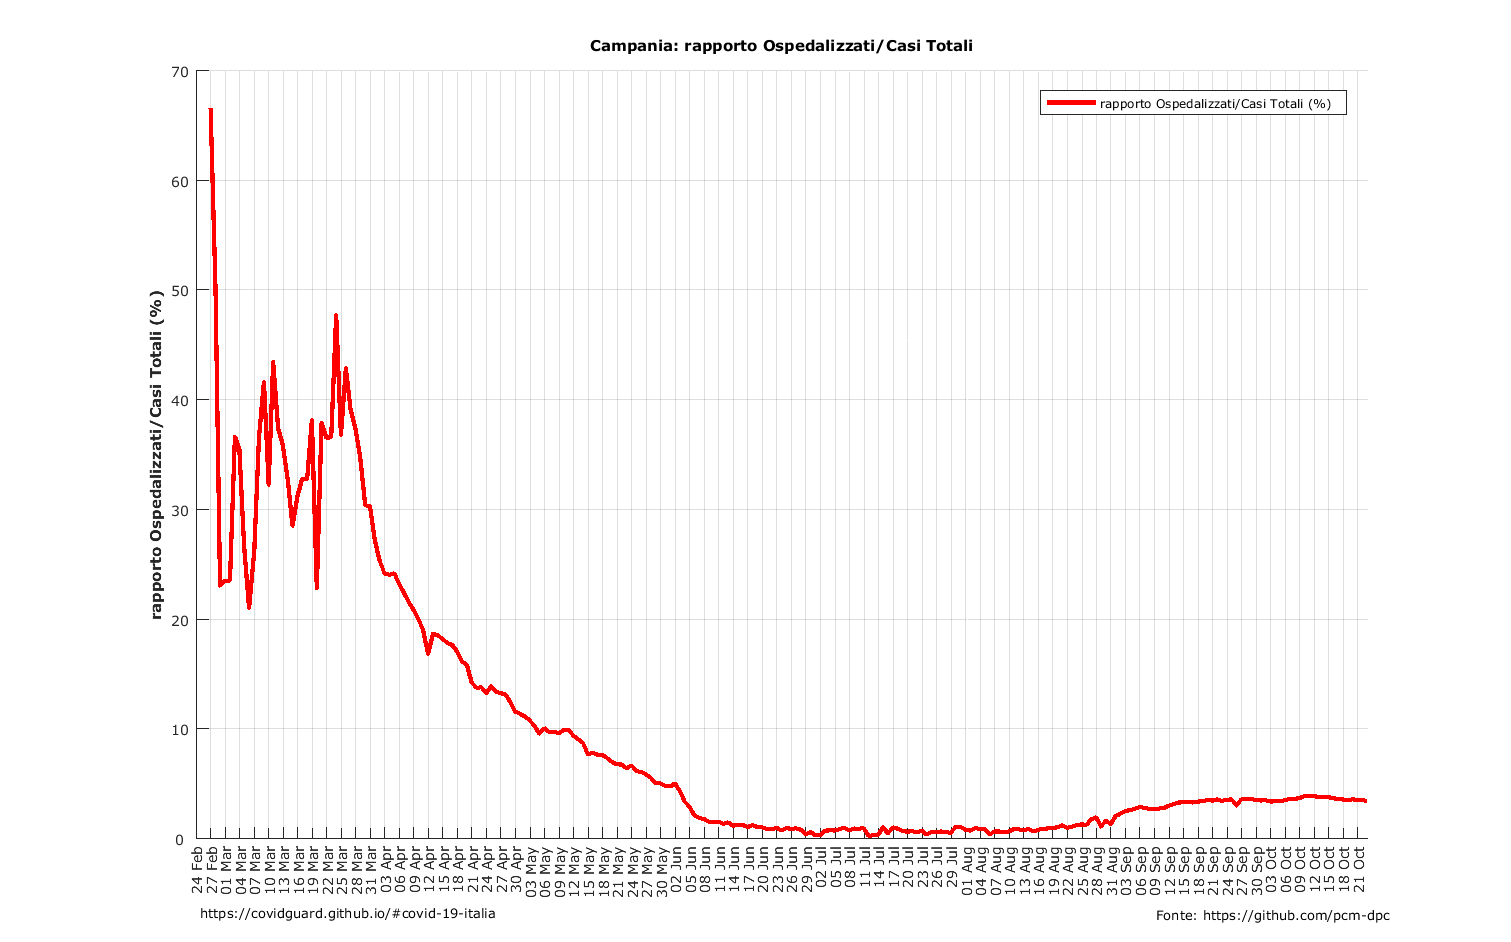 Campania: rapporto Ospedalizzati/Casi Totali
rapporto Ospedalizzati/Casi Totali (%)
rapporto Ospedalizzati/Casi Totali (%)
70
60
50
40
30
20
10
0
24 Feb
27 Feb
01 Mar
04 Mar
07 Mar
10 Mar
13 Mar
16 Mar
19 Mar
22 Mar
25 Mar
28 Mar
31 Mar
03 Apr
06 Apr
09 Apr
12 Apr
15 Apr
18 Apr
21 Apr
24 Apr
27 Apr
30 Apr
03 May
06 May
09 May
12 May
15 May
18 May
21 May
24 May
27 May
30 May
02 Jun
05 Jun
08 Jun
11 Jun
14 Jun
17 Jun
20 Jun
23 Jun
26 Jun
29 Jun
02 Jul
05 Jul
08 Jul
11 Jul
14 Jul
17 Jul
20 Jul
23 Jul
26 Jul
29 Jul
01 Aug
04 Aug
07 Aug
10 Aug
13 Aug
16 Aug
19 Aug
22 Aug
25 Aug
28 Aug
31 Aug
03 Sep
06 Sep
09 Sep
12 Sep
15 Sep
18 Sep
21 Sep
24 Sep
27 Sep
30 Sep
03 Oct
06 Oct
09 Oct
12 Oct
15 Oct
18 Oct
21 Oct
https://covidguard.github.io/#covid-19-italia
Fonte: https://github.com/pcm-dpc